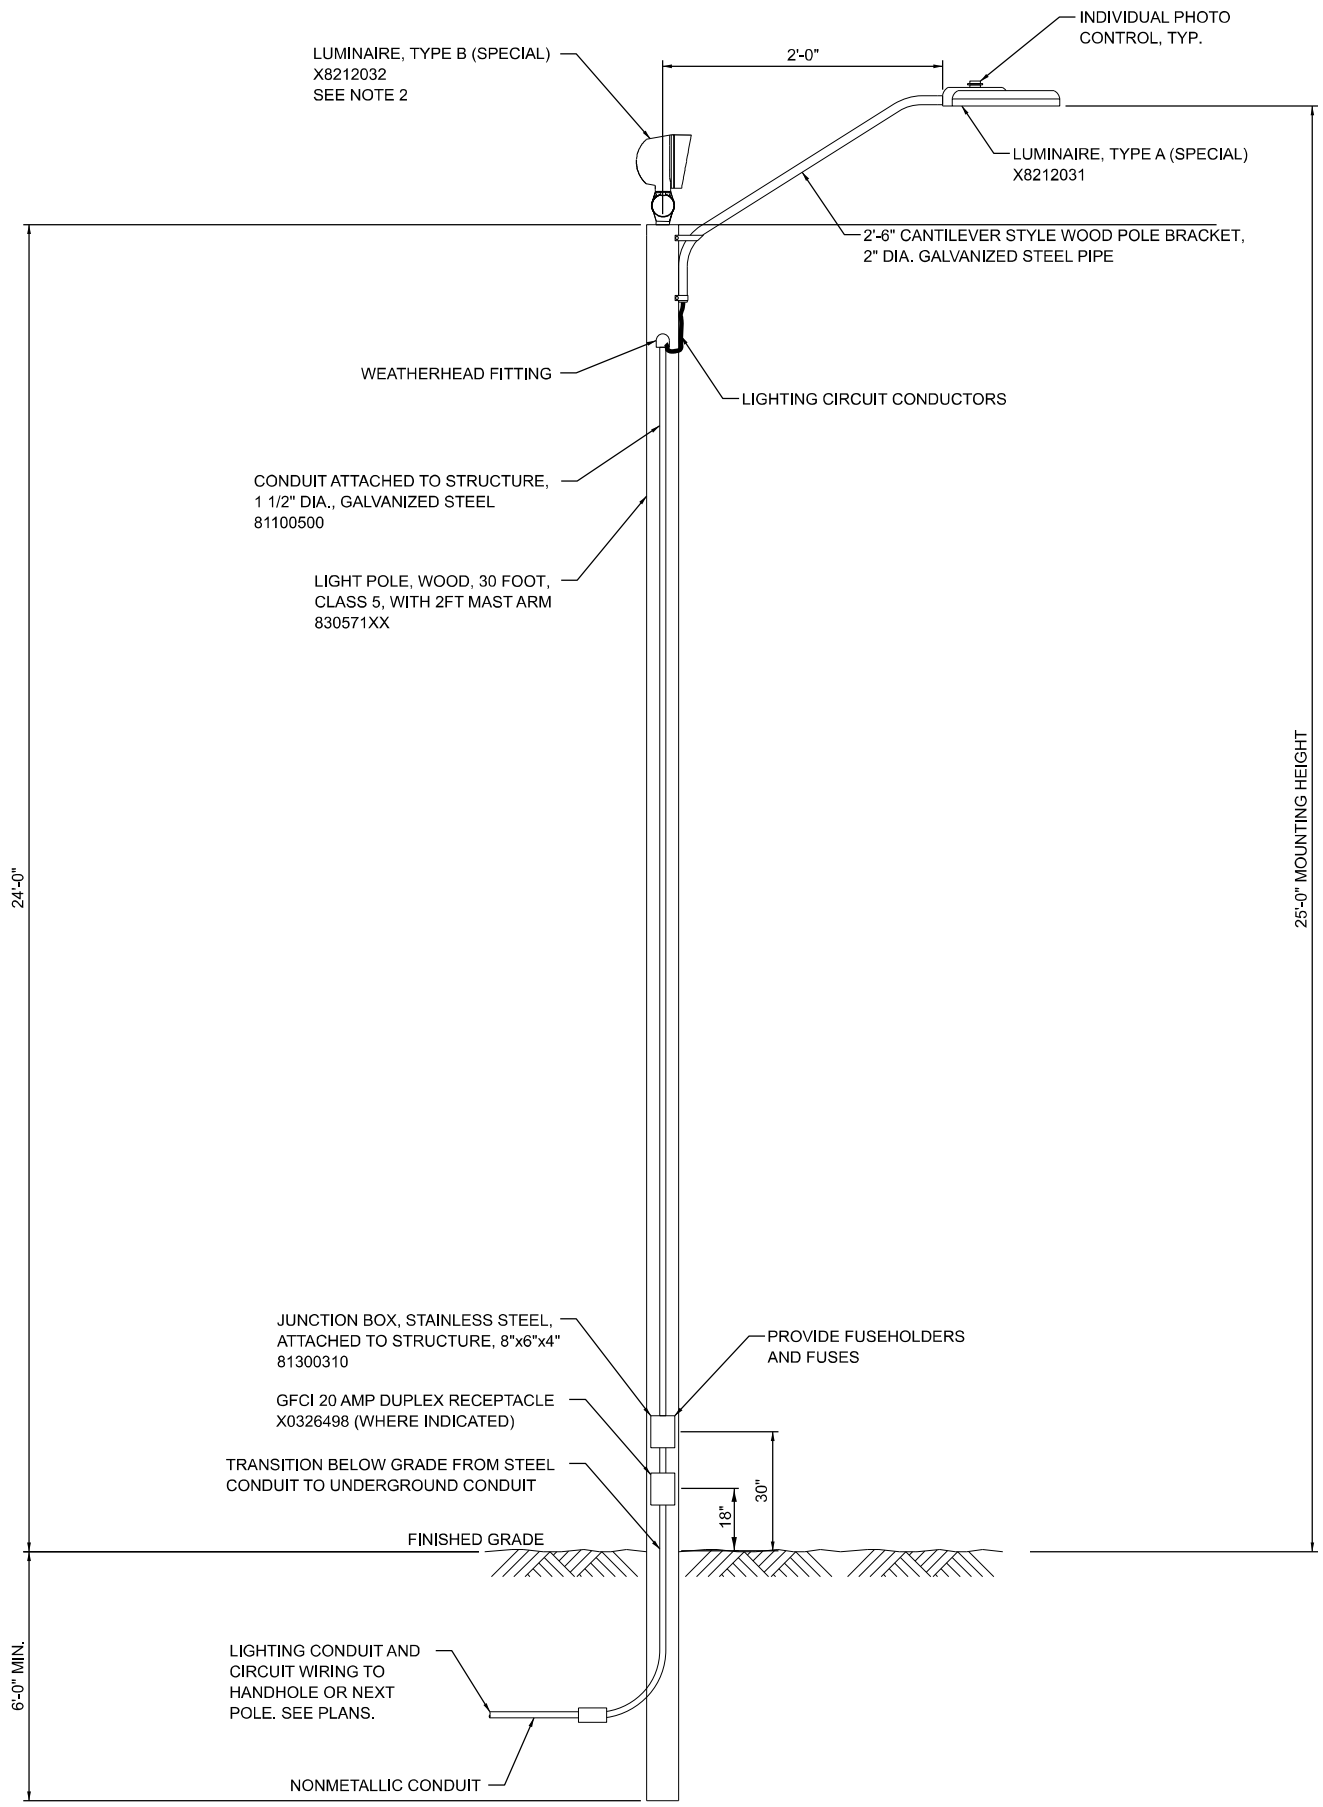 INDIVIDUAL PHOTO
CONTROL, TYP.
LUMINAIRE, TYPE B (SPECIAL)
X8212032
SEE NOTE 2
2'-0"
LUMINAIRE, TYPE A (SPECIAL)
X8212031
2'-6" CANTILEVER STYLE WOOD POLE BRACKET,
2" DIA. GALVANIZED STEEL PIPE
WEATHERHEAD FITTING
LIGHTING CIRCUIT CONDUCTORS
CONDUIT ATTACHED TO STRUCTURE,
1 1/2" DIA., GALVANIZED STEEL
81100500
LIGHT POLE, WOOD, 30 FOOT,
CLASS 5, WITH 2FT MAST ARM
830571XX
24'-0"
25'-0" MOUNTING HEIGHT
JUNCTION BOX, STAINLESS STEEL,
ATTACHED TO STRUCTURE, 8"x6"x4"
81300310
PROVIDE FUSEHOLDERS
AND FUSES
GFCI 20 AMP DUPLEX RECEPTACLE
X0326498 (WHERE INDICATED)
TRANSITION BELOW GRADE FROM STEEL
CONDUIT TO UNDERGROUND CONDUIT
30"
18"
FINISHED GRADE
6'-0" MIN.
LIGHTING CONDUIT AND
CIRCUIT WIRING TO
HANDHOLE OR NEXT
POLE. SEE PLANS.
NONMETALLIC CONDUIT